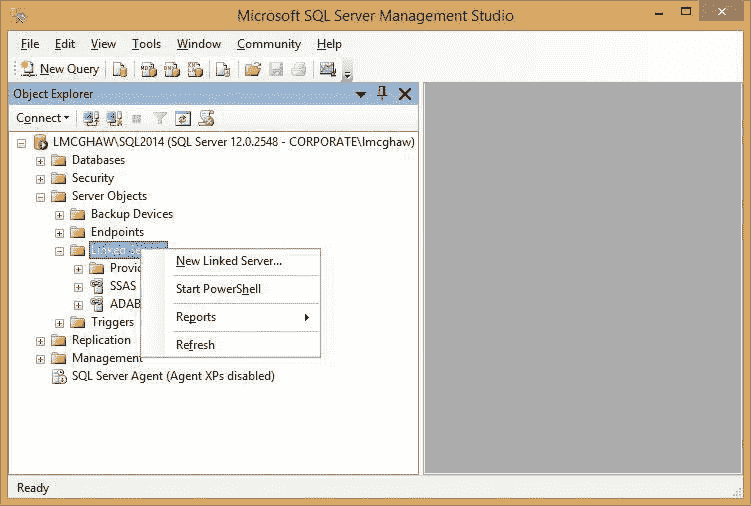 Microsoft SQL Server Management Studio
File Edit View Tools Window Community Help
New Query
Object Explorer
Connect
LMCGHAW\SQL2014 (SQL Server 12.0.2548 - CORPORATE\lmcghaw)
Databases
Security
Server Objects
Backup Devices
Endpoints
Linked
New Linked Server...
Provi
Start PowerShell
SSAS
ADAB
Reports
Triggers
Refresh
Replication
Management
SQL Server Agent (Agent XPs disabled)
Ready